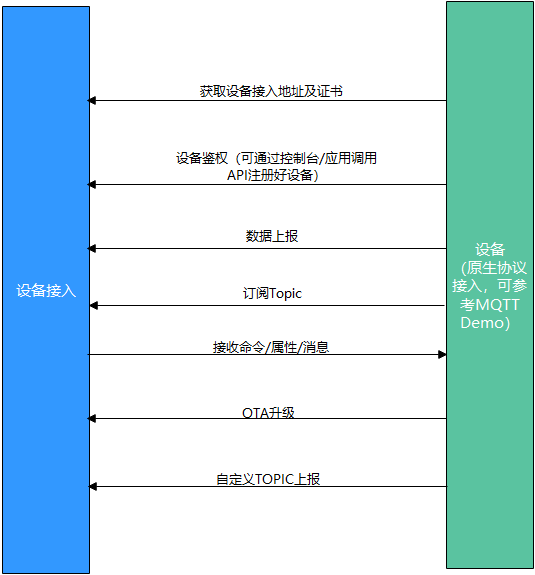 获取设备接入地址及证书
设备鉴权（可通过控制台/应用调用
API注册好设备）
数据上报
设备接入
订阅Topic
接收命令/属性/消息
OTA升级
自定义TOPIC上报
设备
（原生协议
接入，可参
考MQTT
Demo）